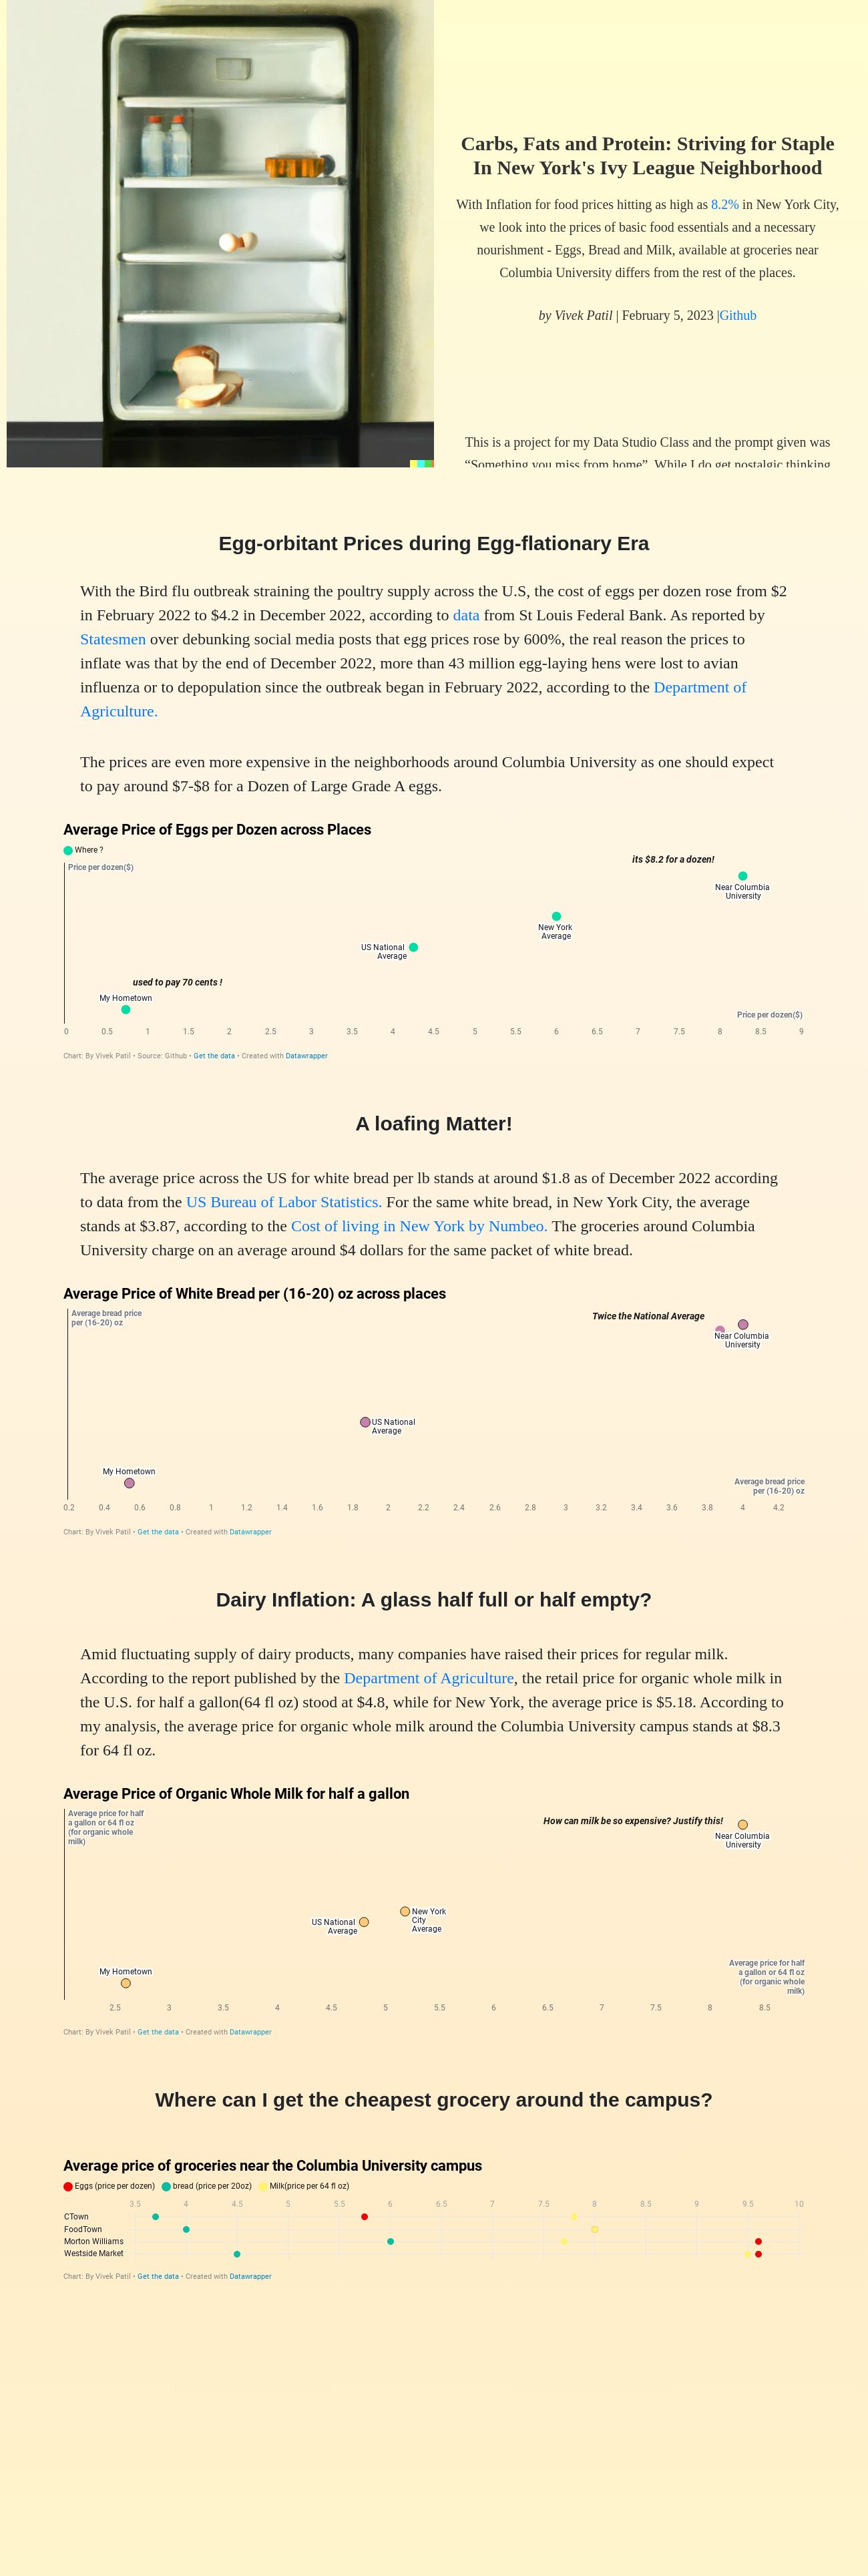 Carbs, Fats and Protein: Striving for Staple
In New York's Ivy League Neighborhood
With Inflation for food prices hitting as high as 8.2% in New York City,
we look into the prices of basic food essentials and a necessary
nourishment - Eggs, Bread and Milk, available at groceries near
Columbia University differs from the rest of the places.
by Vivek Patil | February 5, 2023 |Github
This is a project for my Data Studio Class and the prompt given was
“Something you miss from home”. While I do get nostalgic thinking
Egg-orbitant Prices during Egg-flationary Era
With the Bird flu outbreak straining the poultry supply across the U.S, the cost of eggs per dozen rose from $2
in February 2022 to $4.2 in December 2022, according to data from St Louis Federal Bank. As reported by
Statesmen over debunking social media posts that egg prices rose by 600%, the real reason the prices to
inflate was that by the end of December 2022, more than 43 million egg-laying hens were lost to avian
influenza or to depopulation since the outbreak began in February 2022, according to the Department of
Agriculture.
The prices are even more expensive in the neighborhoods around Columbia University as one should expect
to pay around $7-$8 for a Dozen of Large Grade A eggs.
Average Price of Eggs per Dozen across Places
Where ?
Price per dozen($)
its $8.2 for a dozen!
Near Columbia
University
New York
Average
US National
Average
used to pay 70 cents !
My Hometown
Price per dozen($)
0 0.5 1 1.5 2 2.5 3 3.5 4 4.5 5 5.5 6 6.5 7 7.5 8 8.5 9
Chart: By Vivek Patil • Source: Github • Get the data • Created with Datawrapper
A loafing Matter!
The average price across the US for white bread per lb stands at around $1.8 as of December 2022 according
to data from the US Bureau of Labor Statistics. For the same white bread, in New York City, the average
stands at $3.87, according to the Cost of living in New York by Numbeo. The groceries around Columbia
University charge on an average around $4 dollars for the same packet of white bread.
Average Price of White Bread per (16-20) oz across places
Average bread price
per (16-20) oz
Twice the National Average
Near Columbia
University
US National
Average
My Hometown
Average bread price
per (16-20) oz
0.2 0.4 0.6 0.8 1 1.2 1.4 1.6 1.8 2 2.2 2.4 2.6 2.8 3 3.2 3.4 3.6 3.8 4 4.2
Chart: By Vivek Patil • Get the data • Created with Datawrapper
Dairy Inflation: A glass half full or half empty?
Amid fluctuating supply of dairy products, many companies have raised their prices for regular milk.
According to the report published by the Department of Agriculture, the retail price for organic whole milk in
the U.S. for half a gallon(64 fl oz) stood at $4.8, while for New York, the average price is $5.18. According to
my analysis, the average price for organic whole milk around the Columbia University campus stands at $8.3
for 64 fl oz.
Average Price of Organic Whole Milk for half a gallon
Average price for half
a gallon or 64 fl oz
(for organic whole
milk)
How can milk be so expensive? Justify this!
Near Columbia
University
New York
City
Average
US National
Average
My Hometown
Average price for half
a gallon or 64 fl oz
(for organic whole
milk)
2.5 3 3.5 4 4.5 5 5.5 6 6.5 7 7.5 8 8.5
Chart: By Vivek Patil • Get the data • Created with Datawrapper
Where can I get the cheapest grocery around the campus?
Average price of groceries near the Columbia University campus
Eggs (price per dozen) bread (price per 20oz) Milk(price per 64 fl oz)
3.5 4 4.5 5 5.5 6 6.5 7 7.5 8 8.5 9 9.5 10
CTown
FoodTown
Morton Williams
Westside Market
Chart: By Vivek Patil • Get the data • Created with Datawrapper